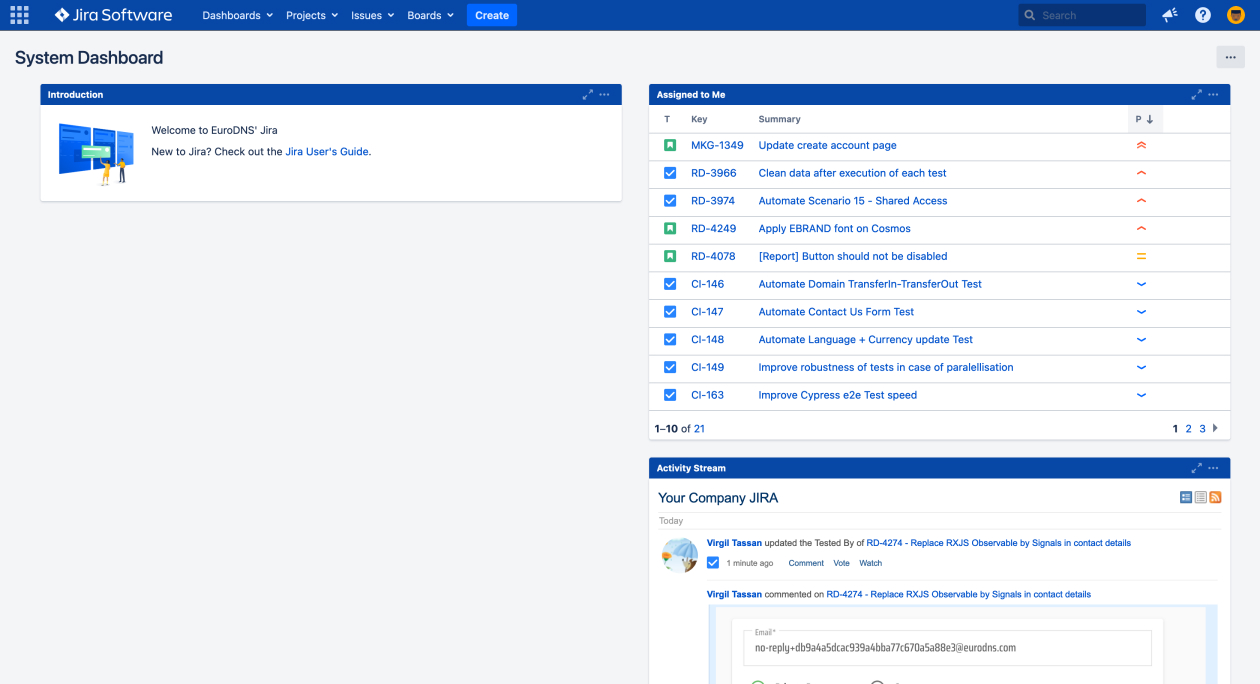 Jira Software Dashboards Projects Issues Boards Create Search
System Dashboard
Introduction
Welcome to EuroDNS' Jira
New to Jira? Check out the Jira User's Guide.
Assigned to Me
T Key Summary P
MKG-1349 Update create account page
RD-3966 Clean data after execution of each test
RD-3974 Automate Scenario 15 - Shared Access
RD-4249 Apply EBRAND font on Cosmos
RD-4078 [Report] Button should not be disabled
CI-146 Automate Domain TransferIn-TransferOut Test
CI-147 Automate Contact Us Form Test
CI-148 Automate Language + Currency update Test
CI-149 Improve robustness of tests in case of paralellisation
CI-163 Improve Cypress e2e Test speed
1–10 of 21 1 2 3
Activity Stream
Your Company JIRA
Today
Virgil Tassan updated the Tested By of RD-4274 - Replace RXJS Observable by Signals in contact details
1 minute ago Comment Vote Watch
Virgil Tassan commented on RD-4274 - Replace RXJS Observable by Signals in contact details
Email*
no-reply+db9a4a5dcac939a4bba77c670a5a88e3@eurodns.com